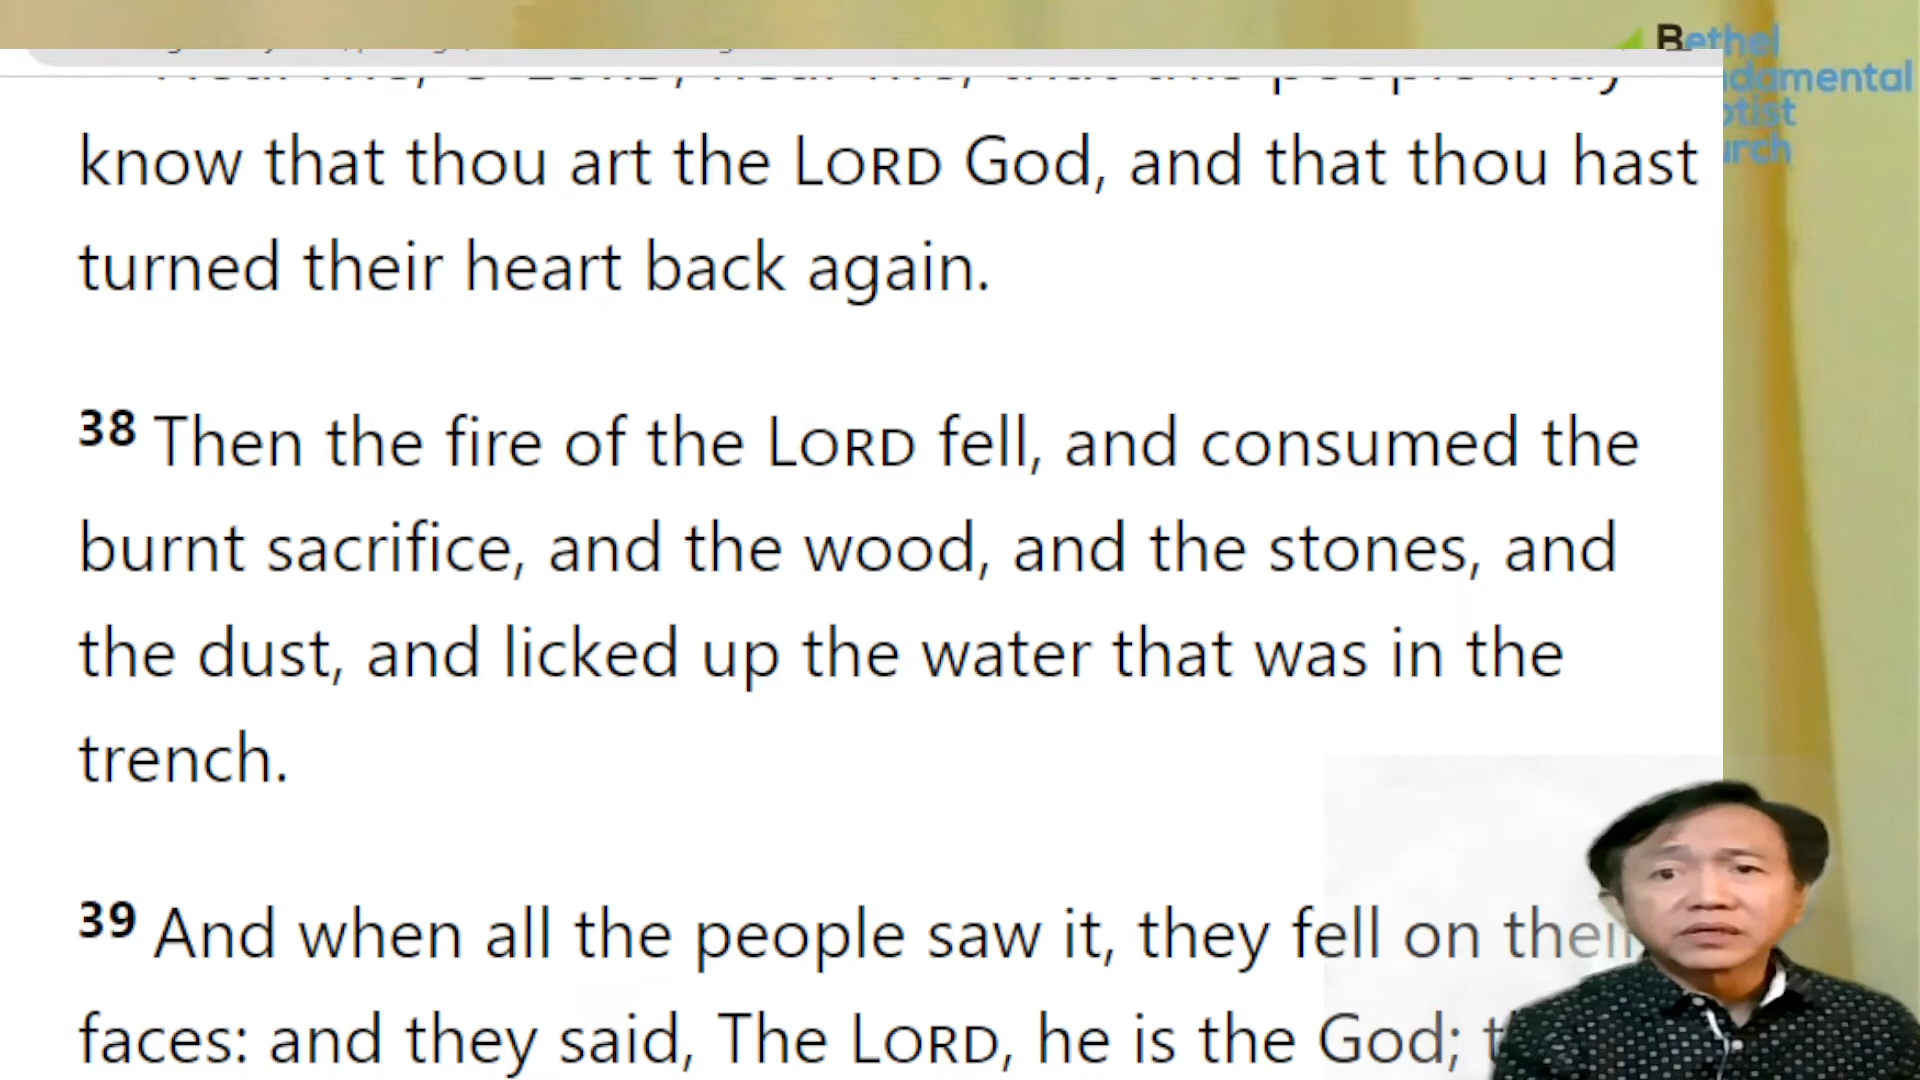 know that thou art the LORD God, and that thou hast
turned their heart back again.
38 Then the fire of the LORD fell, and consumed the
burnt sacrifice, and the wood, and the stones, and
the dust, and licked up the water that was in the
trench.
39 And when all the people saw it, they fell on their
faces: and they said, The LORD, he is the God;
Bethel